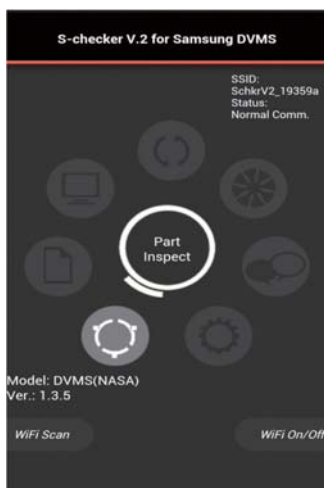 S-checker V.2 for Samsung DVMS
SSID:
SchkrV2_19359a
Status:
Normal Comm.
Part
Inspect
Model: DVMS(NASA)
Ver.: 1.3.5
WiFi Scan
WiFi On/Off